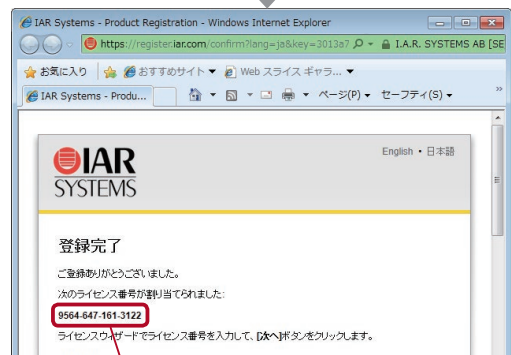 IAR Systems - Product Registration - Windows Internet Explorer
https://register.iar.com/confirm?lang=ja&key=3013a7
I.A.R. SYSTEMS AB [SE
お気に入り おすすめサイト▼ Web スライス ギャラ... ▼
IAR Systems - Produ... ページ(P)▼ セーフティ(S)▼ »
IAR
SYSTEMS
English・日本語
登録完了
ご登録ありがとうございました。
次のライセンス番号が割り当てられました:
9564-647-161-3122
ライセンスウィザードでライセンス番号を入力して、[次へ]ボタンをクリックします。